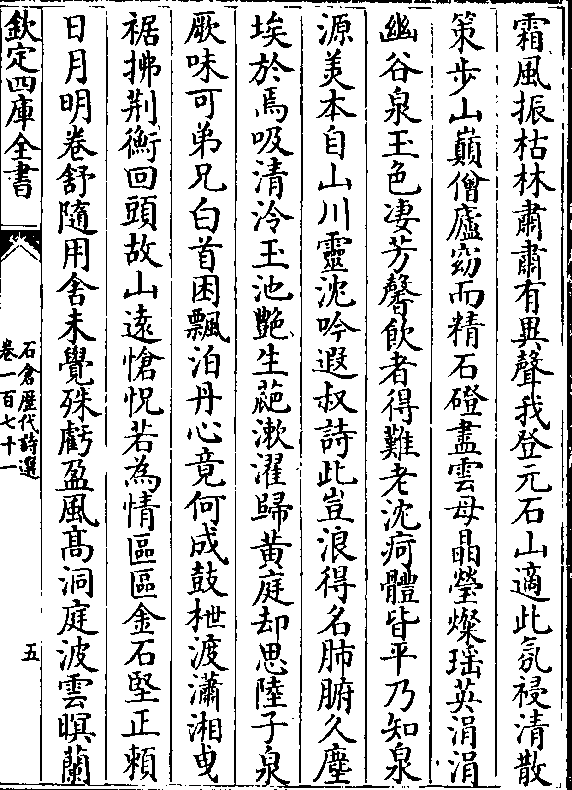 霜風振枯林肅肅有異聲我登元石山適此氛祲清散
策步山巔僧廬窈而精石磴盡雲母晶瑩燦瑤英涓涓
幽谷泉玉色凄芳馨飲者得難老沈疴體皆平乃知泉
源羙本自山川靈沈吟遐叔詩此豈浪得名肺腑久塵
埃於焉吸清泠玉池艷生葩漱濯歸黄庭却思陸子泉
厥味可弟兄白首困飄泊丹心竟何成鼓枻渡瀟湘曵
裾拂荆衡回頭故山遠愴怳若為情區區金石堅正頼
日月明卷舒隨用舍未覺殊虧盈風髙洞庭波雲暝蘭
欽定四庫全書
石倉歴代詩選
卷一百七十一
五